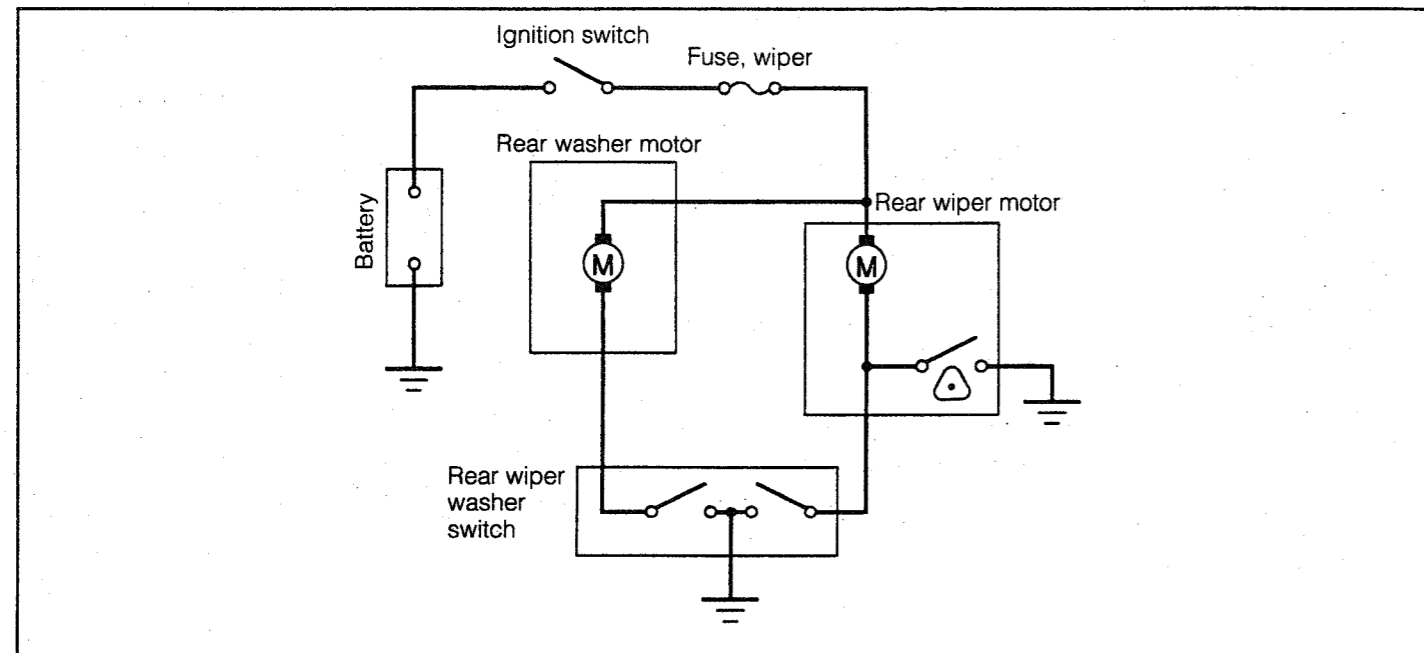 Ignition switch
Fuse, wiper
Rear washer motor
Battery
Rear wiper motor
M
M
Rear wiper
washer
switch